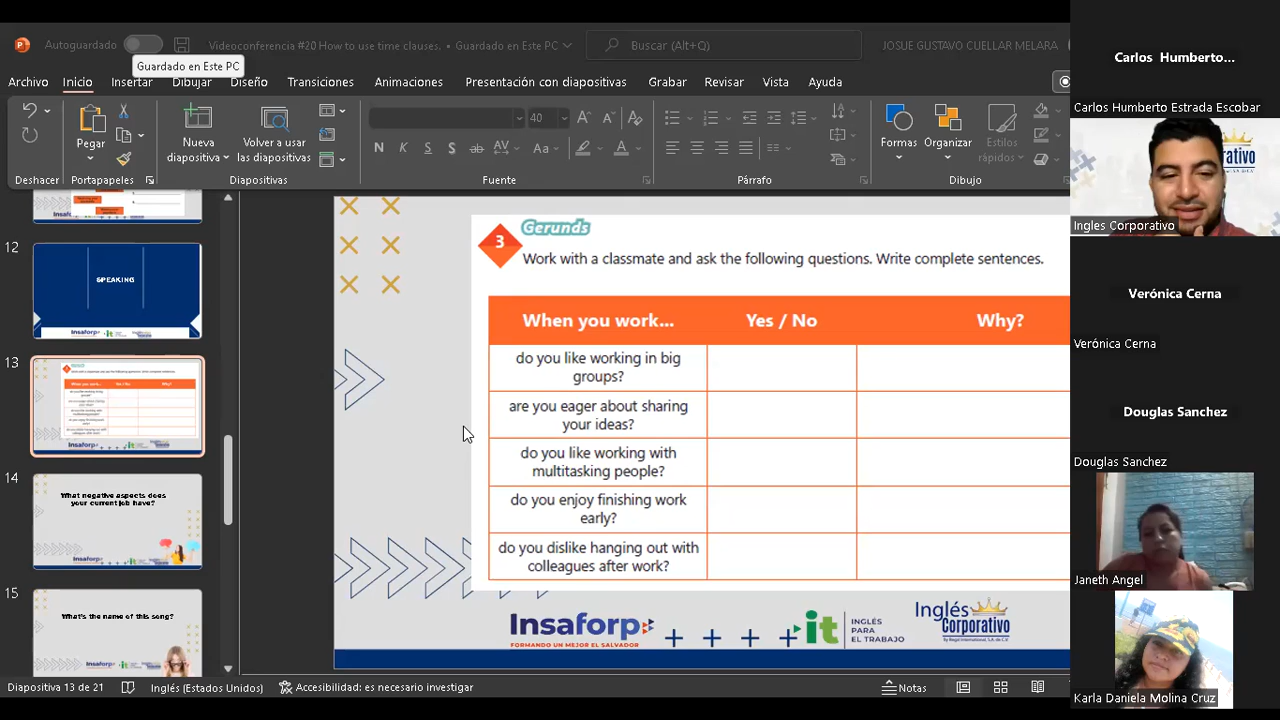 Autoguardado
Videoconferencia #20 How to use time clauses. • Guardado en Este PC
Buscar (Alt+Q)
JOSUE GUSTAVO CUELLAR MELARA
Guardado en Este PC
Archivo Inicio Insertar Dibujar Diseño Transiciones Animaciones Presentación con diapositivas Grabar Revisar Vista Ayuda
Deshacer
Pegar
Portapapeles
Nueva diapositiva
Volver a usar las diapositivas
Diapositivas
40
N K S S ab AV Aa A
Fuente
Párrafo
Formas
Organizar
Estilos rápidos
Dibujo
12
SPEAKING
13
14
What negative aspects does
your current job have?
15
What's the name of this song?
3
Gerunds
Work with a classmate and ask the following questions. Write complete sentences.
When you work... Yes / No Why?
do you like working in big
groups?
are you eager about sharing
your ideas?
do you like working with
multitasking people?
do you enjoy finishing work
early?
do you dislike hanging out with
colleagues after work?
Insaforp
FORMANDO UN MEJOR EL SALVADOR
it
INGLÉS
PARA
EL TRABAJO
Inglés
Corporativo
by Regal International, S.A. de C.V.
Diapositiva 13 de 21
Inglés (Estados Unidos)
Accesibilidad: es necesario investigar
Notas
Carlos Humberto...
Carlos Humberto Estrada Escobar
Ingles Corporativo
Verónica Cerna
Verónica Cerna
Douglas Sanchez
Douglas Sanchez
Janeth Angel
Karla Daniela Molina Cruz